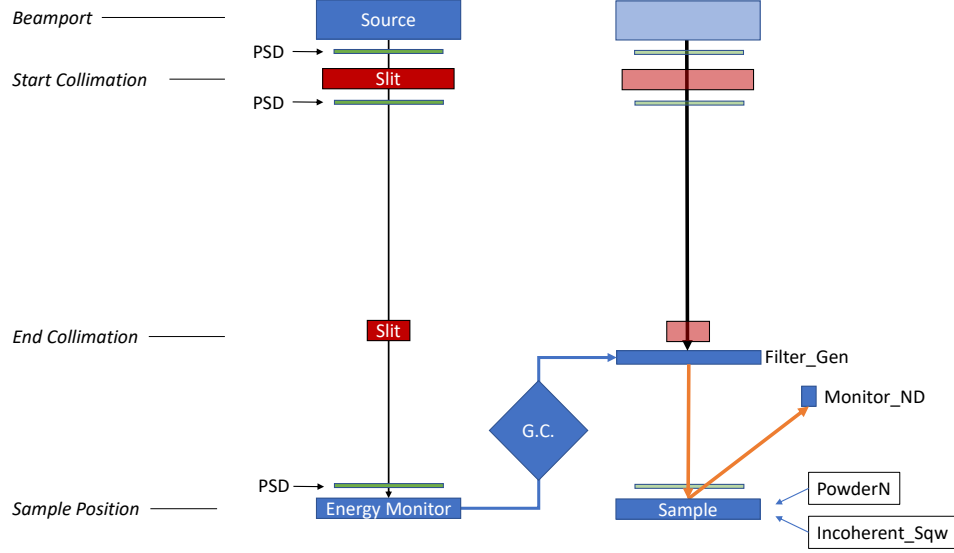 Beamport
Source
PSD
Start Collimation
Slit
PSD
End Collimation
Slit
Filter_Gen
Monitor_ND
G.C.
PSD
PowderN
Sample Position
Energy Monitor
Sample
Incoherent_Sqw